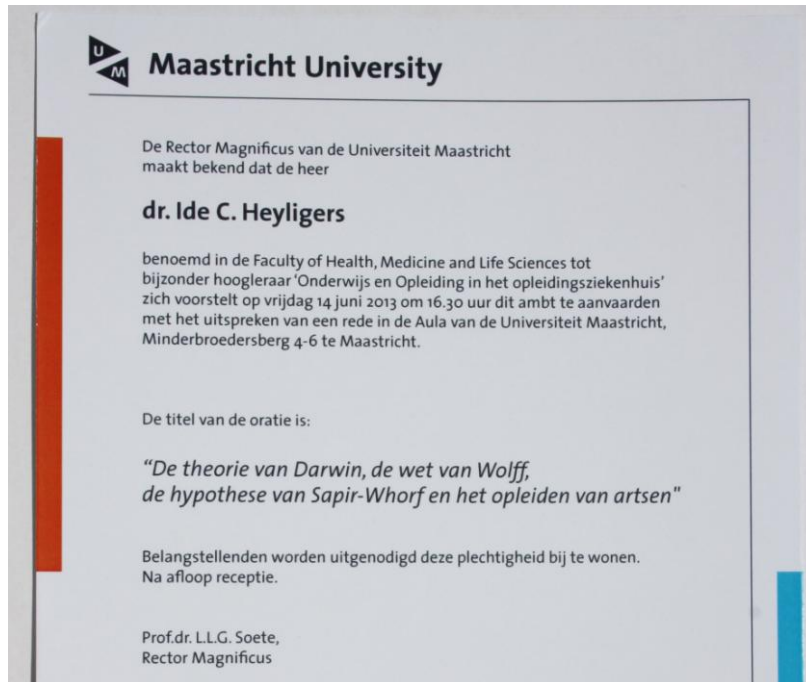 UM Maastricht University
De Rector Magnificus van de Universiteit Maastricht
maakt bekend dat de heer
dr. Ide C. Heyligers
benoemd in de Faculty of Health, Medicine and Life Sciences tot
bijzonder hoogleraar 'Onderwijs en Opleiding in het opleidingsziekenhuis'
zich voorstelt op vrijdag 14 juni 2013 om 16.30 uur dit ambt te aanvaarden
met het uitspreken van een rede in de Aula van de Universiteit Maastricht,
Minderbroedersberg 4-6 te Maastricht.
De titel van de oratie is:
“De theorie van Darwin, de wet van Wolff,
de hypothese van Sapir-Whorf en het opleiden van artsen"
Belangstellenden worden uitgenodigd deze plechtigheid bij te wonen.
Na afloop receptie.
Prof.dr. L.L.G. Soete,
Rector Magnificus